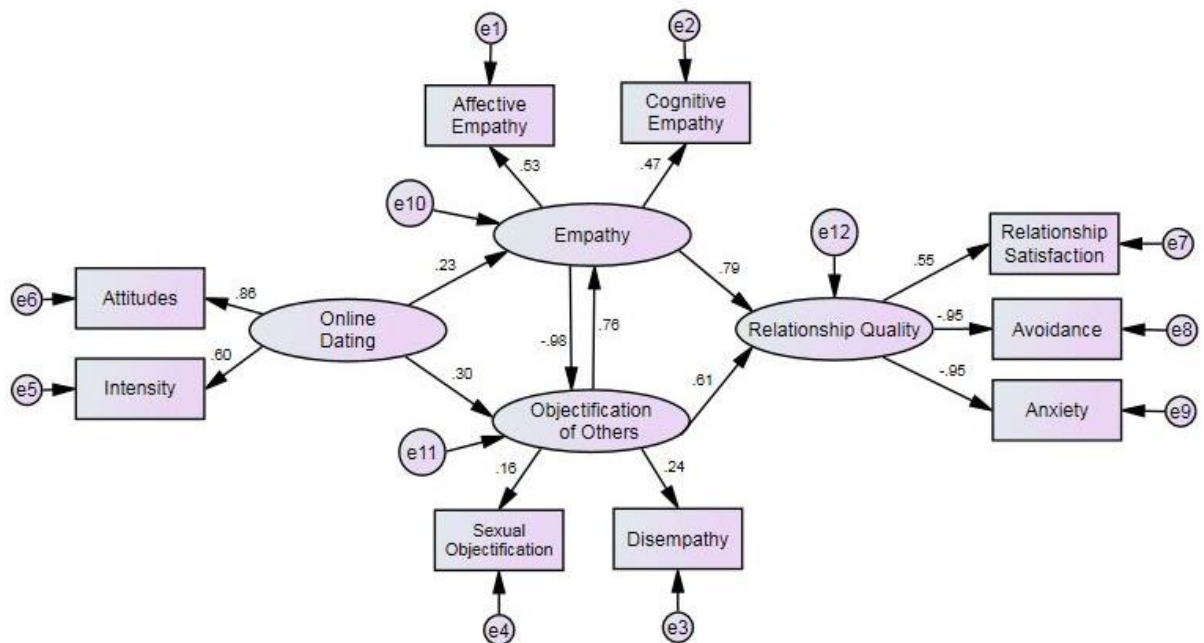 e1
e2
Affective
Empathy
Cognitive
Empathy
.53
.47
e10
Empathy
e12
Relationship
Satisfaction
e7
.23
.79
.55
e6
Attitudes
.86
Online
Dating
-.98
.76
Relationship Quality
-.95
Avoidance
e8
e5
Intensity
.60
.30
.61
-.95
Anxiety
e9
Objectification
of Others
e11
.16
.24
Sexual
Objectification
Disempathy
e4
e3